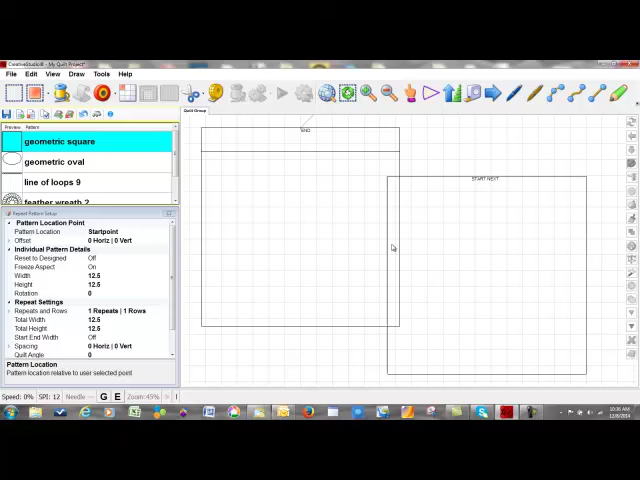 CreativeStudio® - My Quilt Project*
File Edit View Draw Tools Help
Quilt Group
Preview Pattern
geometric square
geometric oval
line of loops 9
feather wreath 2
Repeat Pattern Setup
Pattern Location Point
Pattern Location Startpoint
Offset 0 Horiz | 0 Vert
Individual Pattern Details
Reset to Designed Off
Freeze Aspect On
Width 12.5
Height 12.5
Rotation 0
Repeat Settings
Repeats and Rows 1 Repeats | 1 Rows
Total Width 12.5
Total Height 12.5
Start End Width Off
Spacing 0 Horiz | 0 Vert
Quilt Angle 0
Pattern Location
Pattern location relative to user selected point
END
START NEXT
Speed: 0% SPI: 12 Needle --- G E Zoom:45%
10:36 AM
12/8/2014